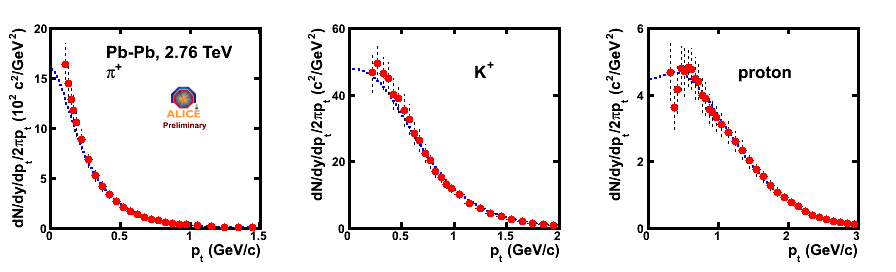 dN/dy/dp_t/2πp_t (10² c²/GeV²)
20
15
10
5
0
Pb-Pb, 2.76 TeV
π⁺
ALICE
Preliminary
0 0.5 1 1.5
p_t (GeV/c)
dN/dy/dp_t/2πp_t (c²/GeV²)
60
40
20
0
K⁺
0 0.5 1 1.5 2
p_t (GeV/c)
dN/dy/dp_t/2πp_t (c²/GeV²)
6
4
2
0
proton
0 1 2 3
p_t (GeV/c)